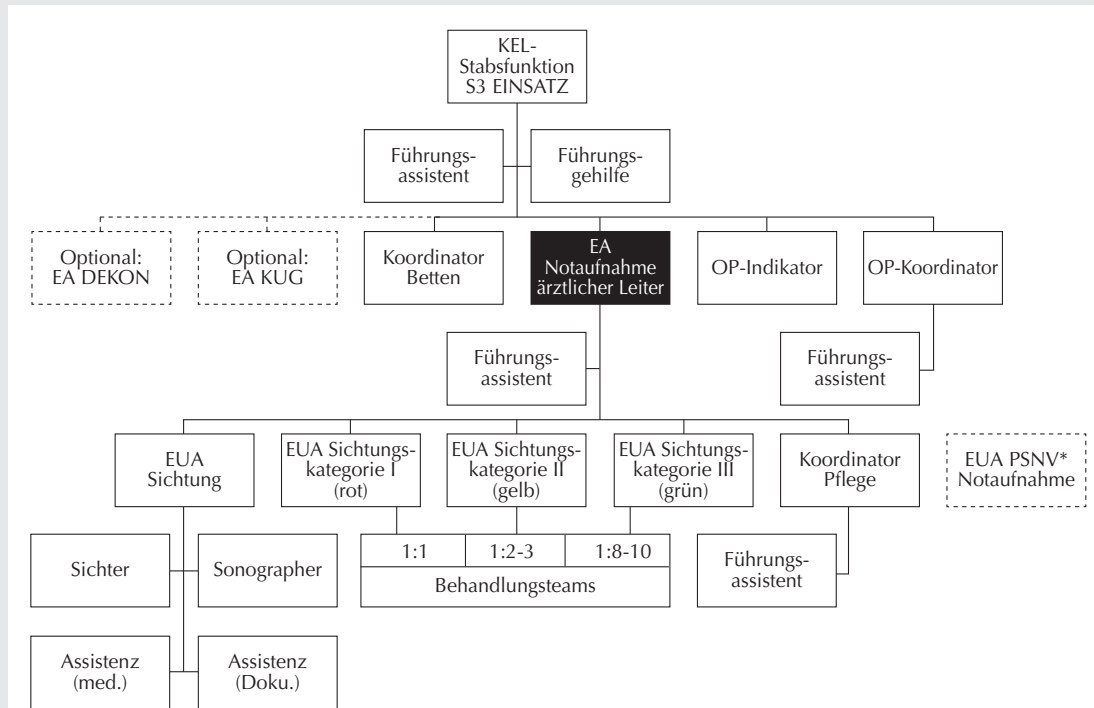 KEL-
Stabsfunktion
S3 EINSATZ
Führungs-
assistent
Führungs-
gehilfe
Optional:
EA DEKON
Optional:
EA KUG
Koordinator
Betten
EA
Notaufnahme
ärztlicher Leiter
OP-Indikator
OP-Koordinator
Führungs-
assistent
Führungs-
assistent
EUA
Sichtung
EUA Sichtungs-
kategorie I
(rot)
EUA Sichtungs-
kategorie II
(gelb)
EUA Sichtungs-
kategorie III
(grün)
Koordinator
Pflege
EUA PSNV*
Notaufnahme
Sichter
Sonographer
1:1
1:2-3
1:8-10
Behandlungsteams
Führungs-
assistent
Assistenz
(med.)
Assistenz
(Doku.)